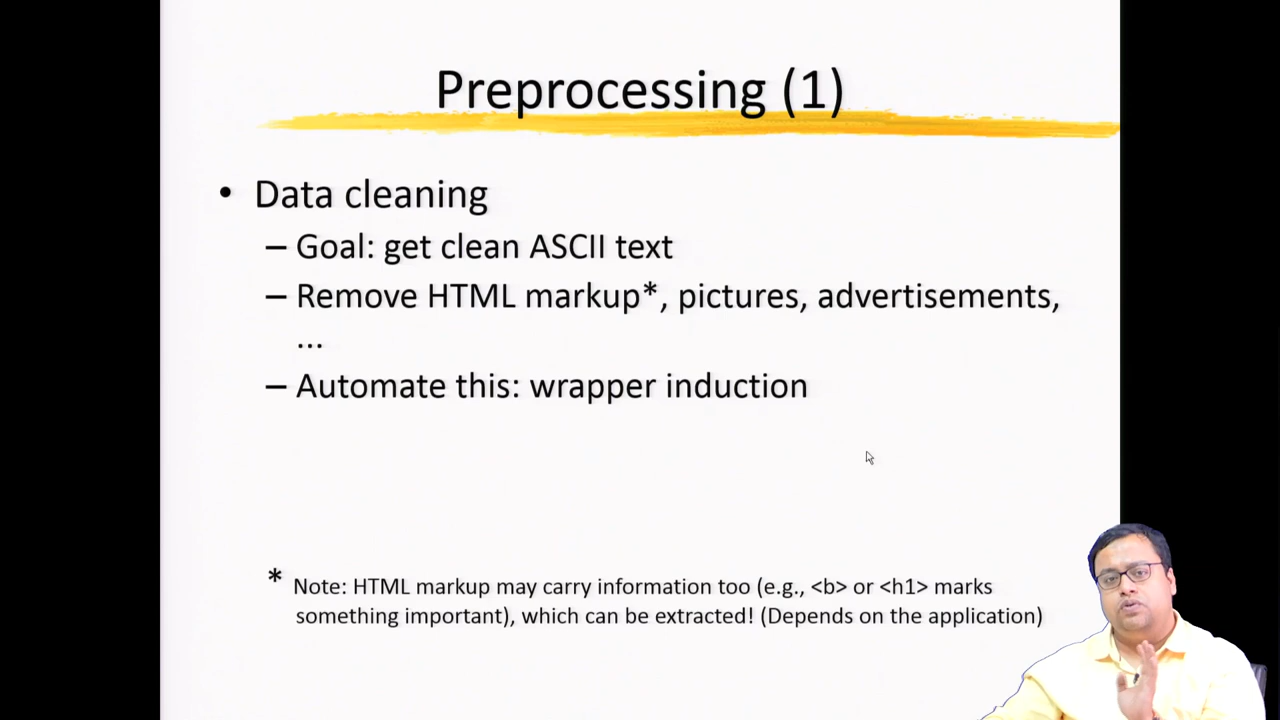 Preprocessing (1)
• Data cleaning
– Goal: get clean ASCII text
– Remove HTML markup*, pictures, advertisements,
...
– Automate this: wrapper induction
* Note: HTML markup may carry information too (e.g., <b> or <h1> marks
something important), which can be extracted! (Depends on the application)